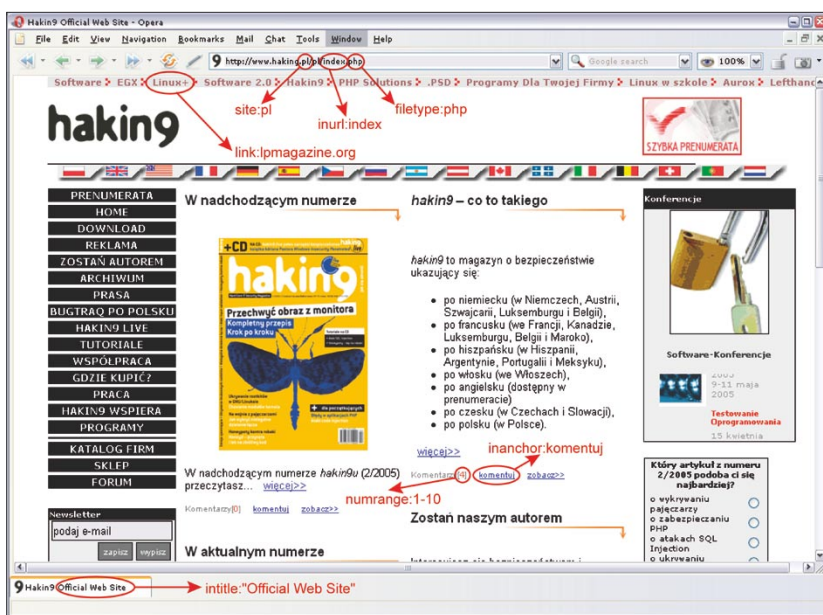 Hakin9 Official Web Site - Opera
File Edit View Navigation Bookmarks Mail Chat Tools Window Help
9 http://www.haking.pl/pl/index.php Google search 100%
Software EGX Linux+ Software 2.0 Hakin9 PHP Solutions .PSD Programy Dla Twojej Firmy Linux w szkole Aurox Lefthand
site:pl
inurl:index
filetype:php
link:lpmagazine.org
hakin9
SZYBKA PRENUMERATA
PRENUMERATA
HOME
DOWNLOAD
REKLAMA
ZOSTAŃ AUTOREM
ARCHIWUM
PRASA
BUGTRAQ PO POLSKU
HAKIN9 LIVE
TUTORIALE
WSPÓŁPRACA
GDZIE KUPIĆ?
PRACA
HAKIN9 WSPIERA
PROGRAMY
KATALOG FIRM
SKLEP
FORUM
Newsletter
podaj e-mail
zapisz wypisz
W nadchodzącym numerze
+CD
hakin9
Przechwyć obraz z monitora
Kompletny przepis
Krok po kroku
W nadchodzącym numerze hakin9u (2/2005)
przeczytasz... więcej>>
Komentarzy[0] komentuj zobacz>>
W aktualnym numerze
hakin9 – co to takiego
hakin9 to magazyn o bezpieczeństwie
ukazujący się:
po niemiecku (w Niemczech, Austrii,
Szwajcarii, Luksemburgu i Belgii),
po francusku (we Francji, Kanadzie,
Luksemburgu, Belgii i Maroko),
po hiszpańsku (w Hiszpanii,
Argentynie, Portugalii i Meksyku),
po włosku (we Włoszech),
po angielsku (dostępny w
prenumeracie)
po czesku (w Czechach i Słowacji),
po polsku (w Polsce).
więcej>>
inanchor:komentuj
Komentarzy[4] komentuj zobacz>>
numrange:1-10
Zostań naszym autorem
Konferencje
Software-Konferencje
2005
9-11 maja
2005
Testowanie
Oprogramowania
15 kwietnia
Który artykuł z numeru
2/2005 podoba ci się
najbardziej?
o wykrywaniu
pajęczarzy
o zabezpieczaniu
PHP
o atakach SQL
Injection
o ukrywaniu
9 Hakin9 Official Web Site
intitle:"Official Web Site"